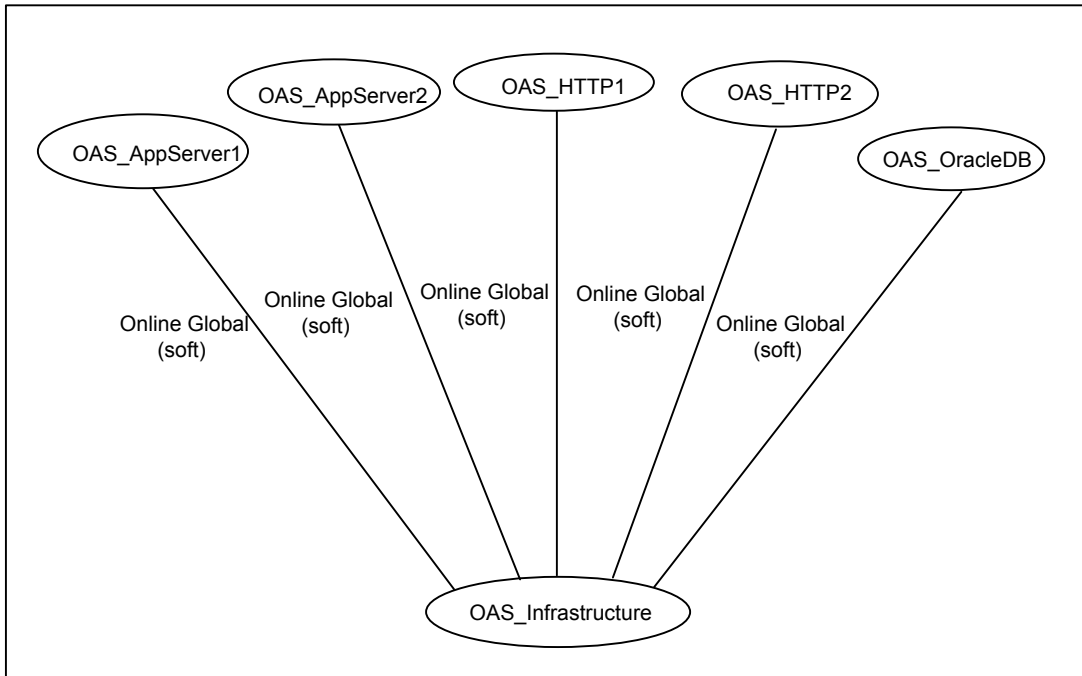 OAS_AppServer1
OAS_AppServer2
OAS_HTTP1
OAS_HTTP2
OAS_OracleDB
Online Global
(soft)
Online Global
(soft)
Online Global
(soft)
Online Global
(soft)
Online Global
(soft)
OAS_Infrastructure